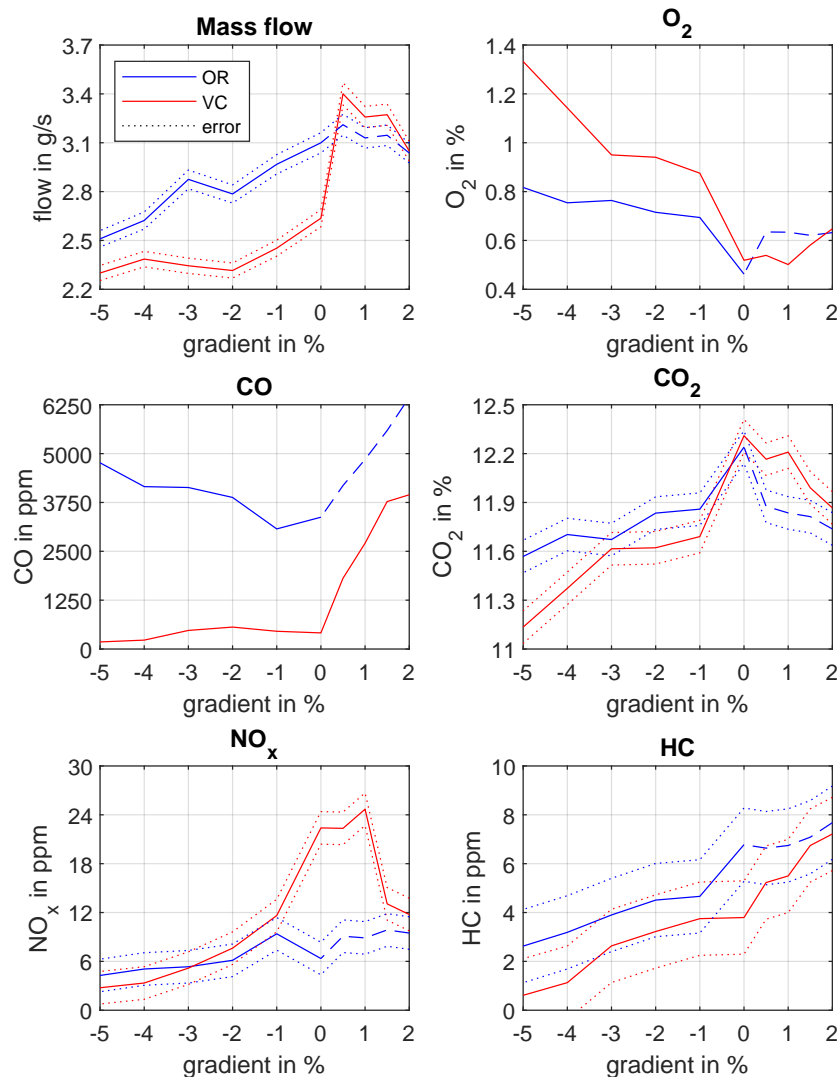 Mass flow
3.7
3.4
3.1
2.8
2.5
2.2
flow in g/s
OR
VC
error
-5 -4 -3 -2 -1 0 1 2
gradient in %
O2
1.4
1.2
1
0.8
0.6
0.4
O2 in %
-5 -4 -3 -2 -1 0 1 2
gradient in %
CO
6250
5000
3750
2500
1250
0
CO in ppm
-5 -4 -3 -2 -1 0 1 2
gradient in %
CO2
12.5
12.2
11.9
11.6
11.3
11
CO2 in %
-5 -4 -3 -2 -1 0 1 2
gradient in %
NOx
30
24
18
12
6
0
NOx in ppm
-5 -4 -3 -2 -1 0 1 2
gradient in %
HC
10
8
6
4
2
0
HC in ppm
-5 -4 -3 -2 -1 0 1 2
gradient in %